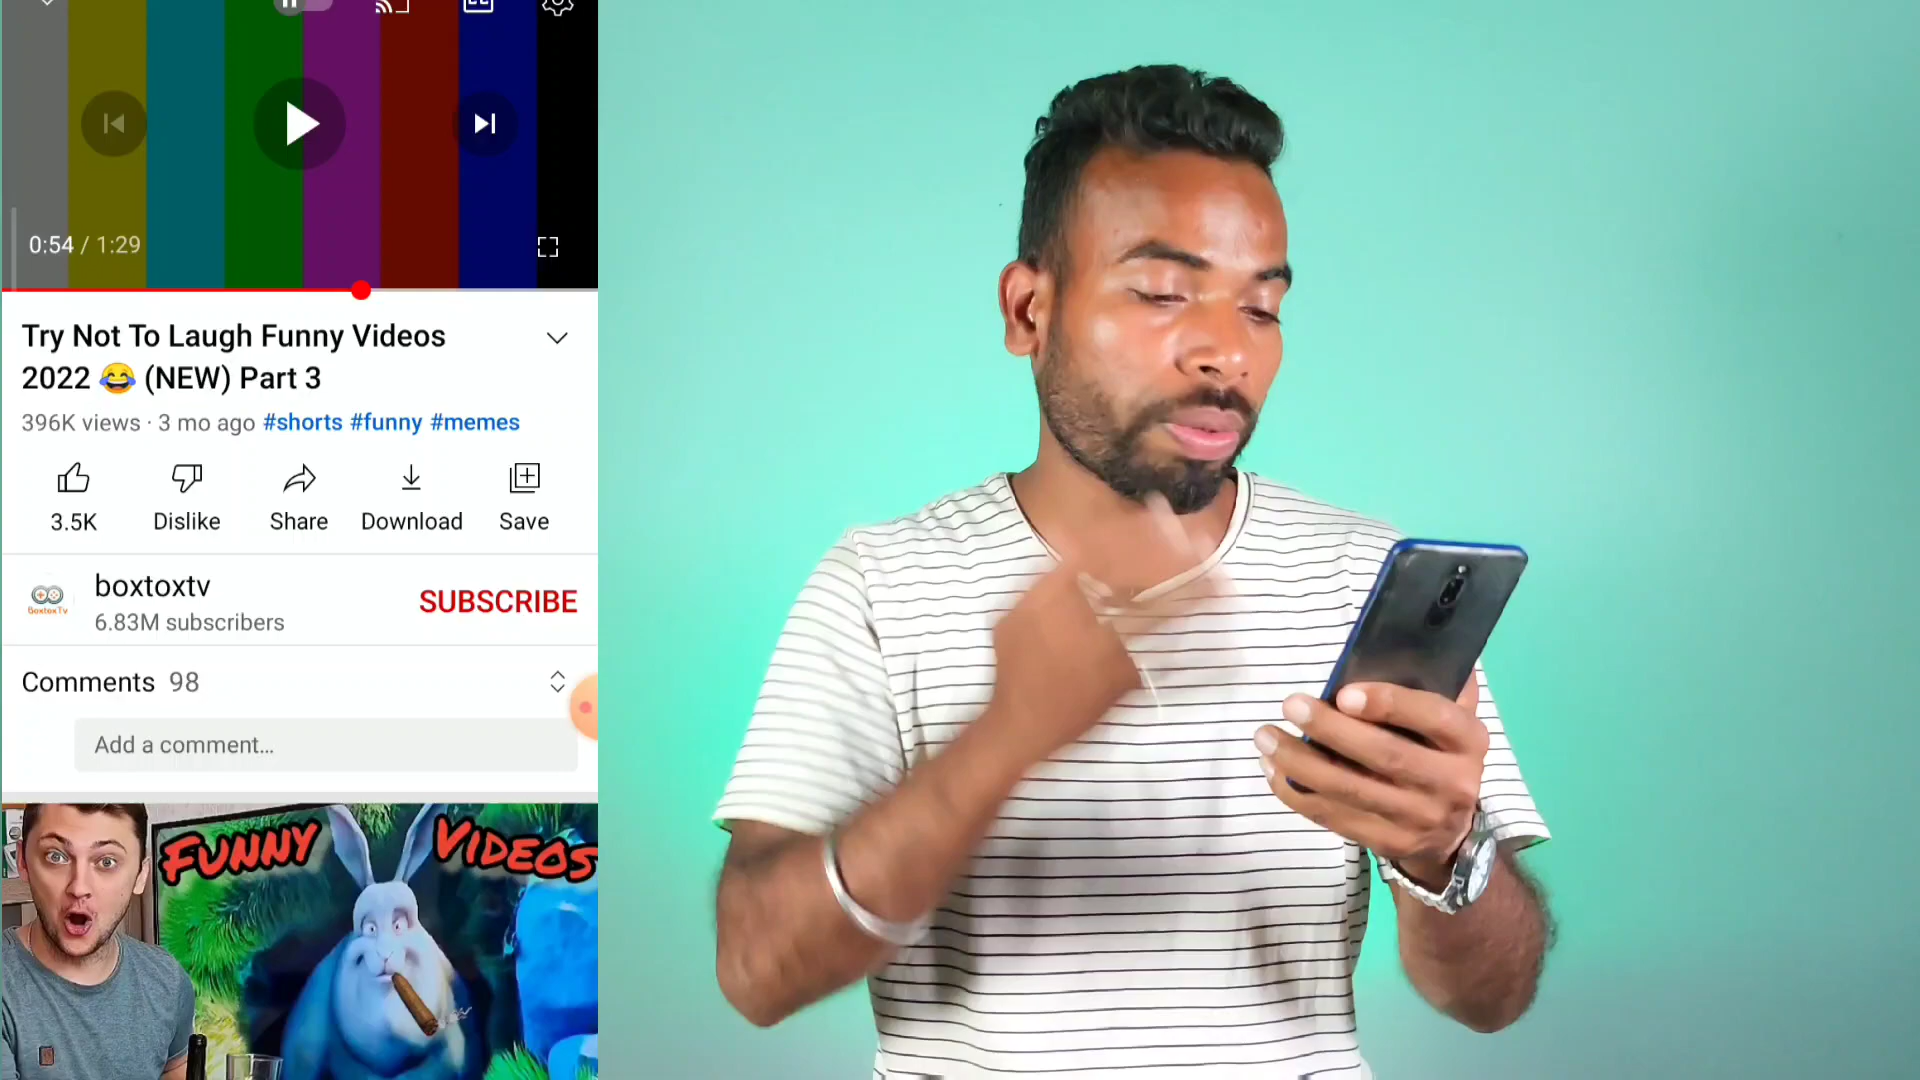 0:54 / 1:29
Try Not To Laugh Funny Videos
2022 😂 (NEW) Part 3
396K views · 3 mo ago #shorts #funny #memes
3.5K
Dislike
Share
Download
Save
BoxtoxTv
boxtoxtv
6.83M subscribers
SUBSCRIBE
Comments 98
Add a comment...
FUNNY VIDEOS